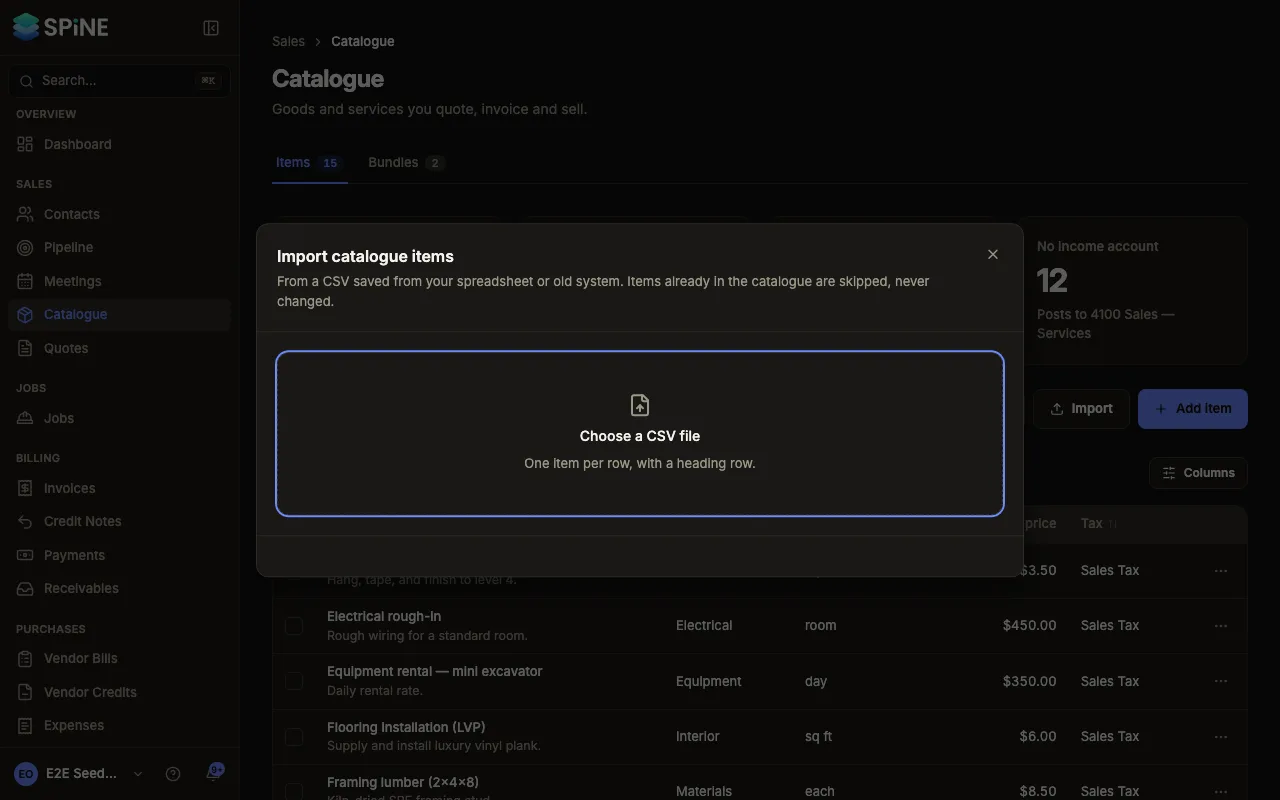 SPiNE
Search...
⌘K
OVERVIEW
Dashboard
SALES
Contacts
Pipeline
Meetings
Catalogue
Quotes
JOBS
Jobs
BILLING
Invoices
Credit Notes
Payments
Receivables
PURCHASES
Vendor Bills
Vendor Credits
Expenses
EO
E2E Seed...
9+
Sales > Catalogue
Catalogue
Goods and services you quote, invoice and sell.
Items 15
Bundles 2
No income account
12
Posts to 4100 Sales —
Services
Import catalogue items
From a CSV saved from your spreadsheet or old system. Items already in the catalogue are skipped, never
changed.
Choose a CSV file
One item per row, with a heading row.
Import
+ Add item
Columns
price
Tax ↑↓
Hang, tape, and finish to level 4.
$3.50
Sales Tax
Electrical rough-in
Rough wiring for a standard room.
Electrical
room
$450.00
Sales Tax
Equipment rental — mini excavator
Daily rental rate.
Equipment
day
$350.00
Sales Tax
Flooring installation (LVP)
Supply and install luxury vinyl plank.
Interior
sq ft
$6.00
Sales Tax
Framing lumber (2×4×8)
Kiln-dried SPF framing stud.
Materials
each
$8.50
Sales Tax